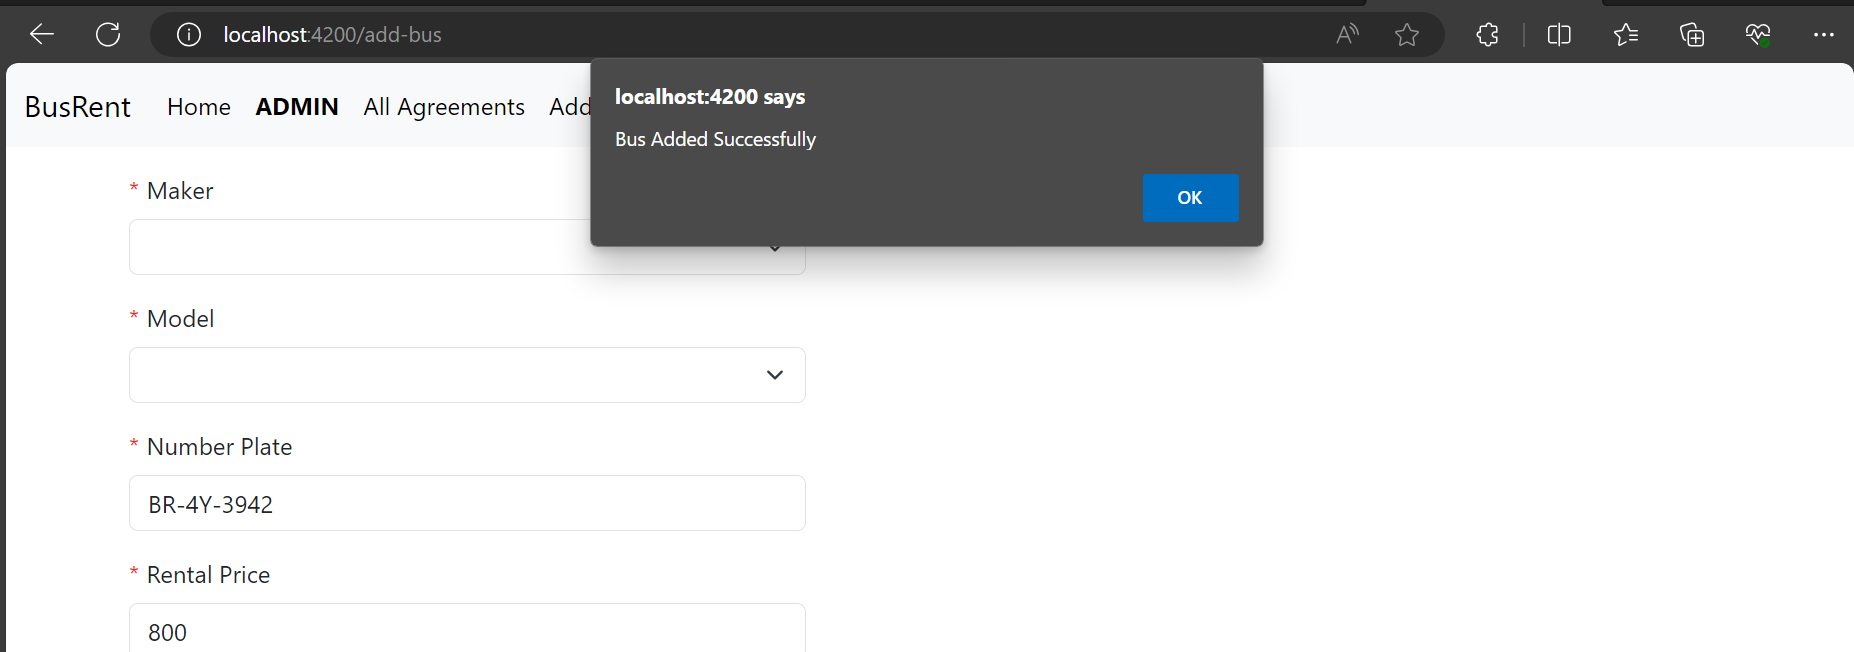 localhost:4200/add-bus
BusRent Home ADMIN All Agreements Add
localhost:4200 says
Bus Added Successfully
OK
* Maker
* Model
* Number Plate
BR-4Y-3942
* Rental Price
800